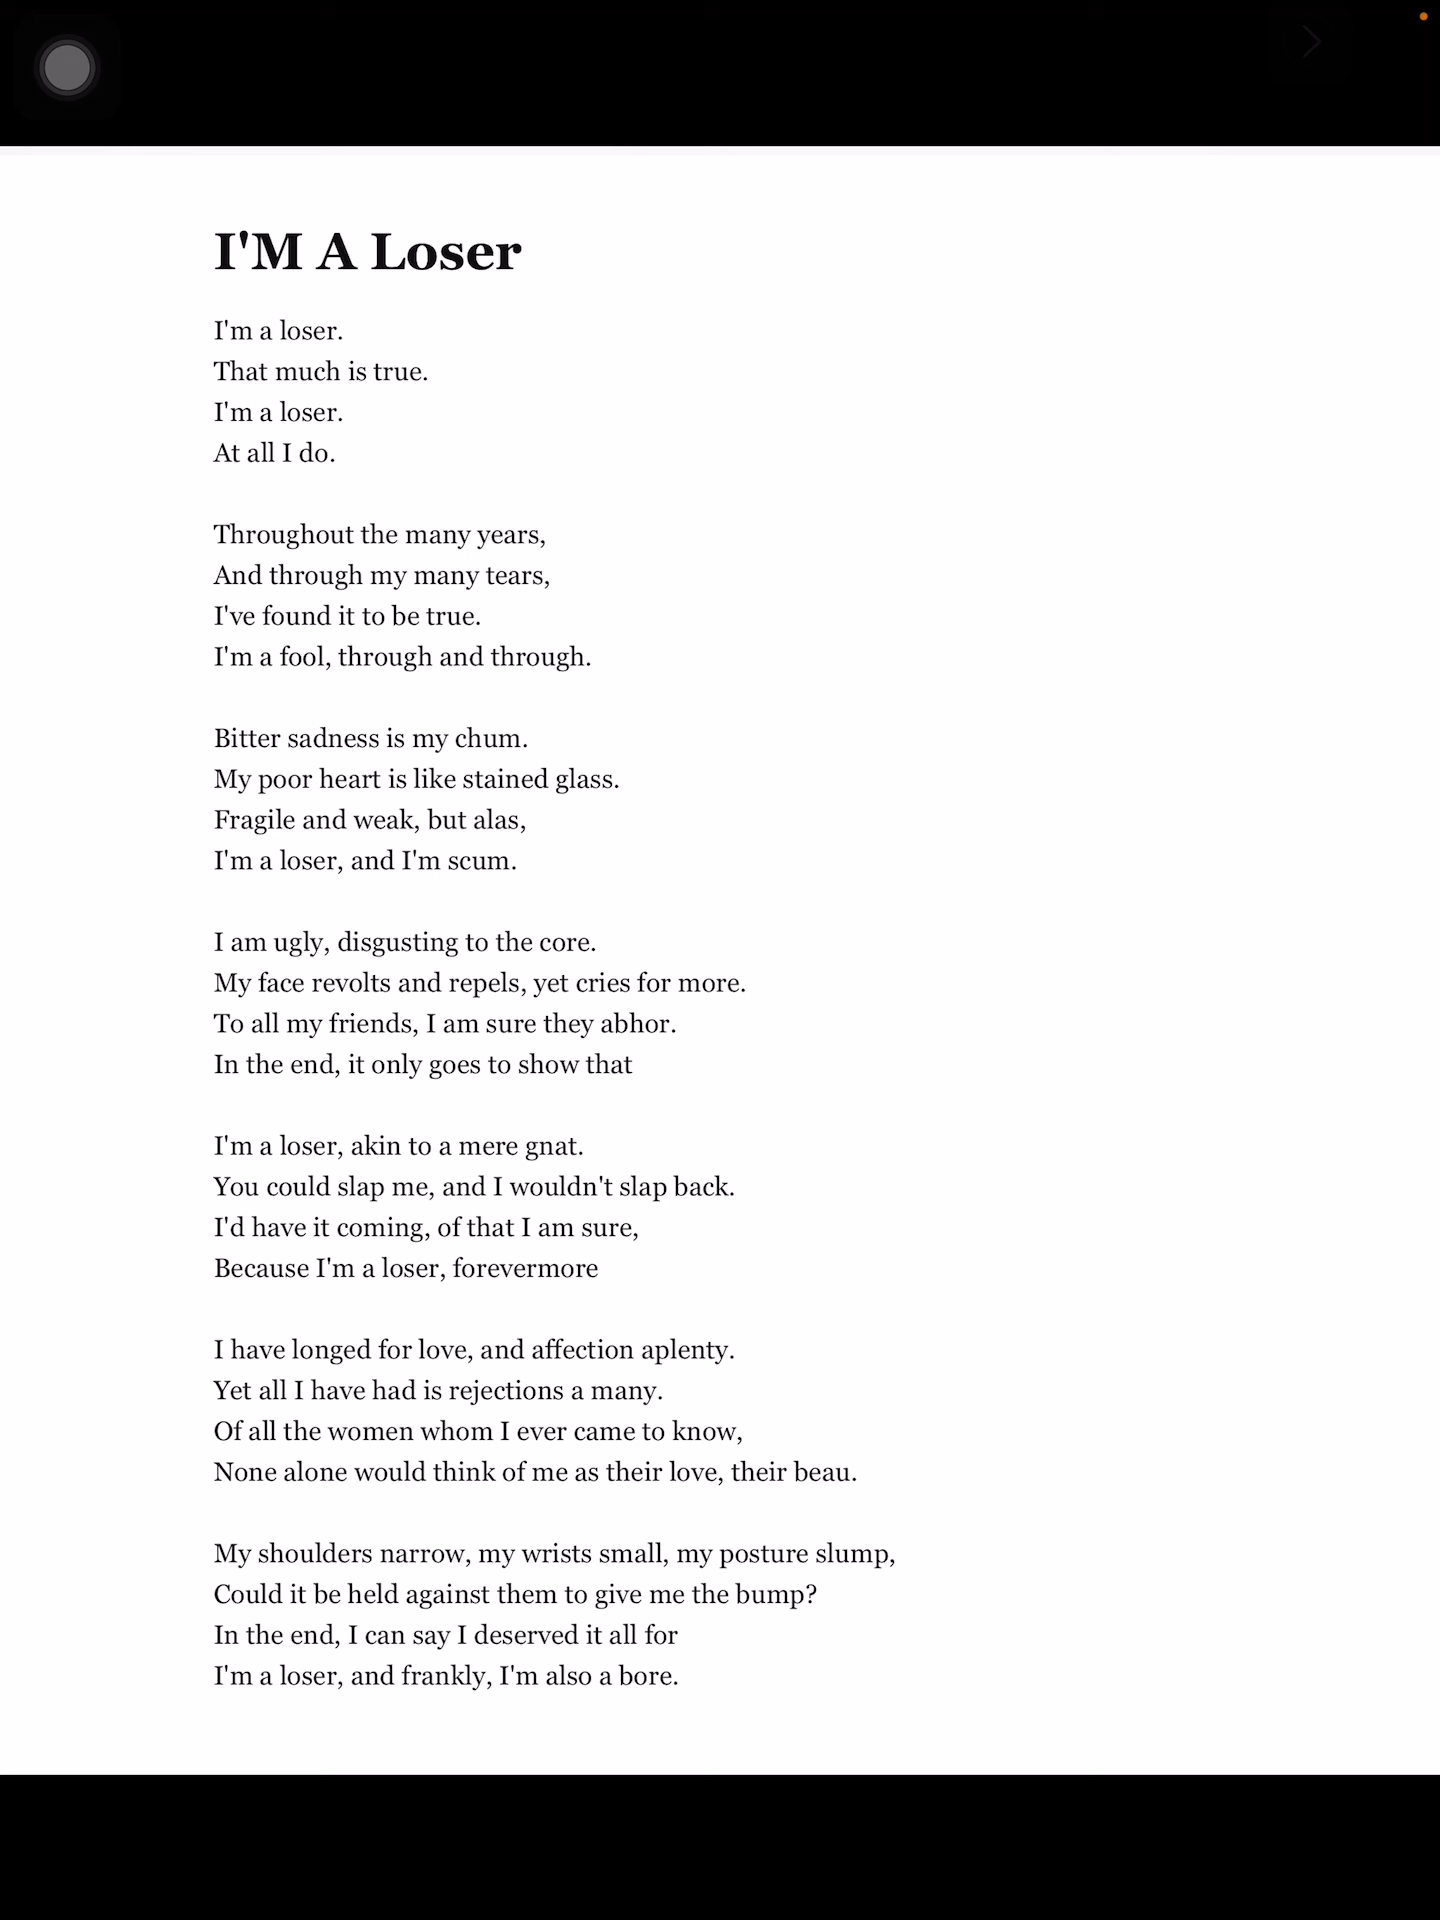 I'M A Loser
I'm a loser.
That much is true.
I'm a loser.
At all I do.
Throughout the many years,
And through my many tears,
I've found it to be true.
I'm a fool, through and through.
Bitter sadness is my chum.
My poor heart is like stained glass.
Fragile and weak, but alas,
I'm a loser, and I'm scum.
I am ugly, disgusting to the core.
My face revolts and repels, yet cries for more.
To all my friends, I am sure they abhor.
In the end, it only goes to show that
I'm a loser, akin to a mere gnat.
You could slap me, and I wouldn't slap back.
I'd have it coming, of that I am sure,
Because I'm a loser, forevermore
I have longed for love, and affection aplenty.
Yet all I have had is rejections a many.
Of all the women whom I ever came to know,
None alone would think of me as their love, their beau.
My shoulders narrow, my wrists small, my posture slump,
Could it be held against them to give me the bump?
In the end, I can say I deserved it all for
I'm a loser, and frankly, I'm also a bore.